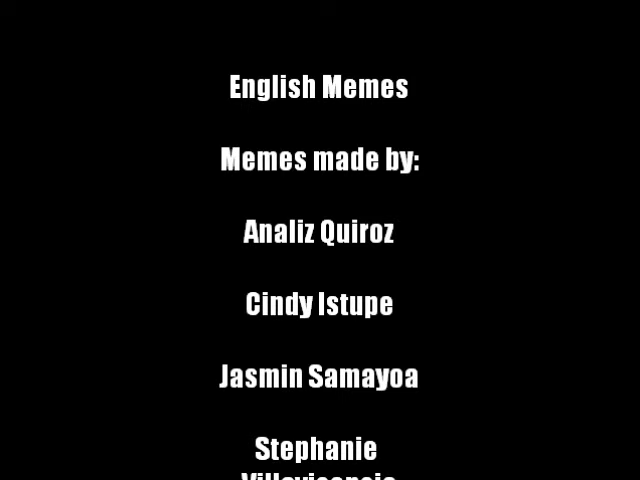 English Memes
Memes made by:
Analiz Quiroz
Cindy Istupe
Jasmin Samayoa
Stephanie